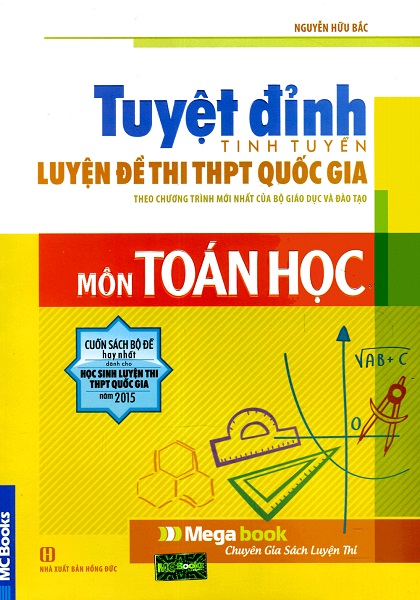 NGUYỄN HỮU BẮC
Tuyệt đỉnh
TINH TUYỂN
LUYỆN ĐỀ THI THPT QUỐC GIA
THEO CHƯƠNG TRÌNH MỚI NHẤT CỦA BỘ GIÁO DỤC VÀ ĐÀO TẠO
MÔN TOÁN HỌC
CUỐN SÁCH BỘ ĐỀ
hay nhất
dành cho
HỌC SINH LUYỆN THI
THPT QUỐC GIA
năm 2015
√AB + C
O
Mega book
Chuyên Gia Sách Luyện Thi
MCBooks
H
NHÀ XUẤT BẢN HỒNG ĐỨC
MCBooks